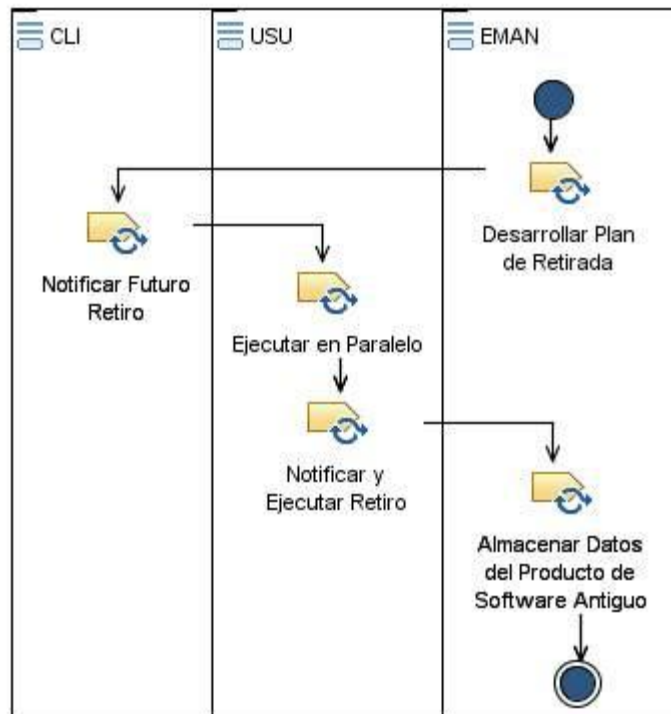 CLI
USU
EMAN
Desarrollar Plan
de Retirada
Notificar Futuro
Retiro
Ejecutar en Paralelo
Notificar y
Ejecutar Retiro
Almacenar Datos
del Producto de
Software Antiguo